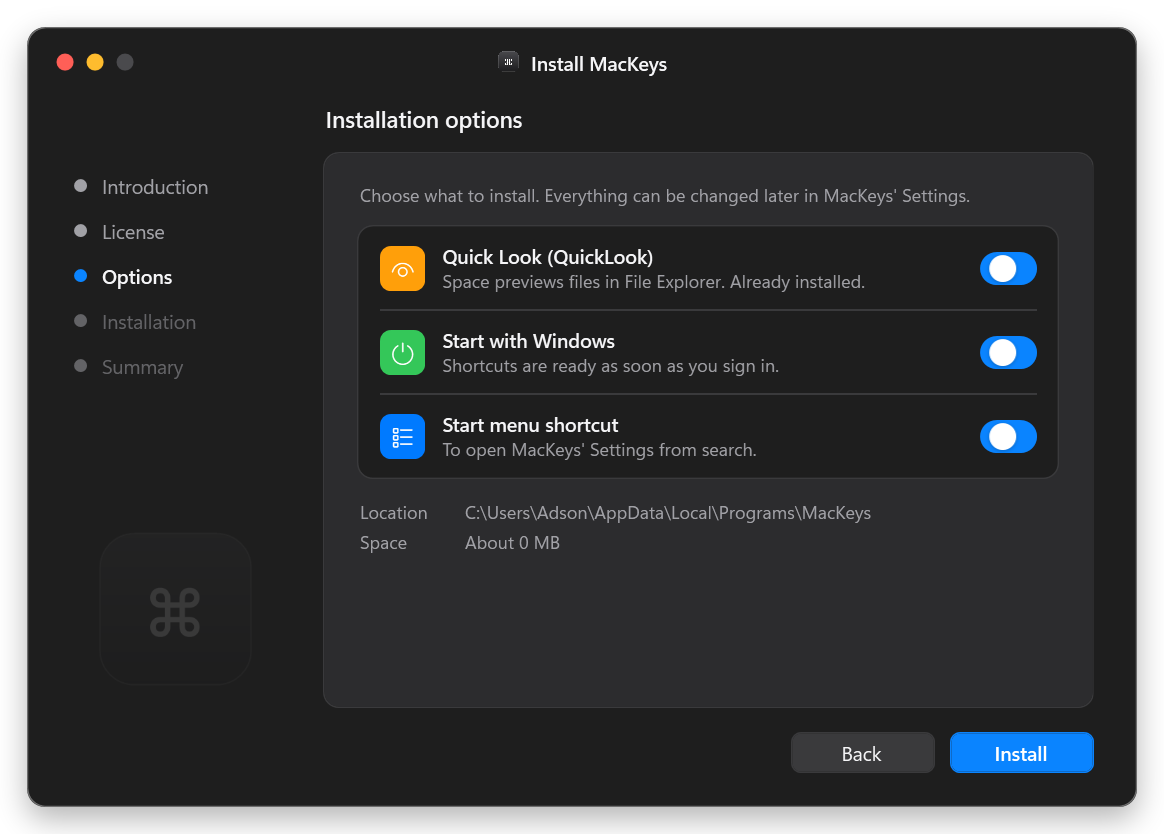 Install MacKeys
Installation options
Introduction
License
Options
Installation
Summary
Choose what to install. Everything can be changed later in MacKeys' Settings.
Quick Look (QuickLook)
Space previews files in File Explorer. Already installed.
Start with Windows
Shortcuts are ready as soon as you sign in.
Start menu shortcut
To open MacKeys' Settings from search.
Location C:\Users\Adson\AppData\Local\Programs\MacKeys
Space About 0 MB
Back Install